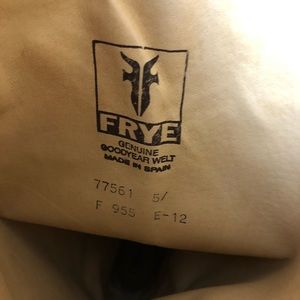 FRYE
GENUINE
GOODYEAR WELT
MADE IN SPAIN
77561 5/
F 955 E-12